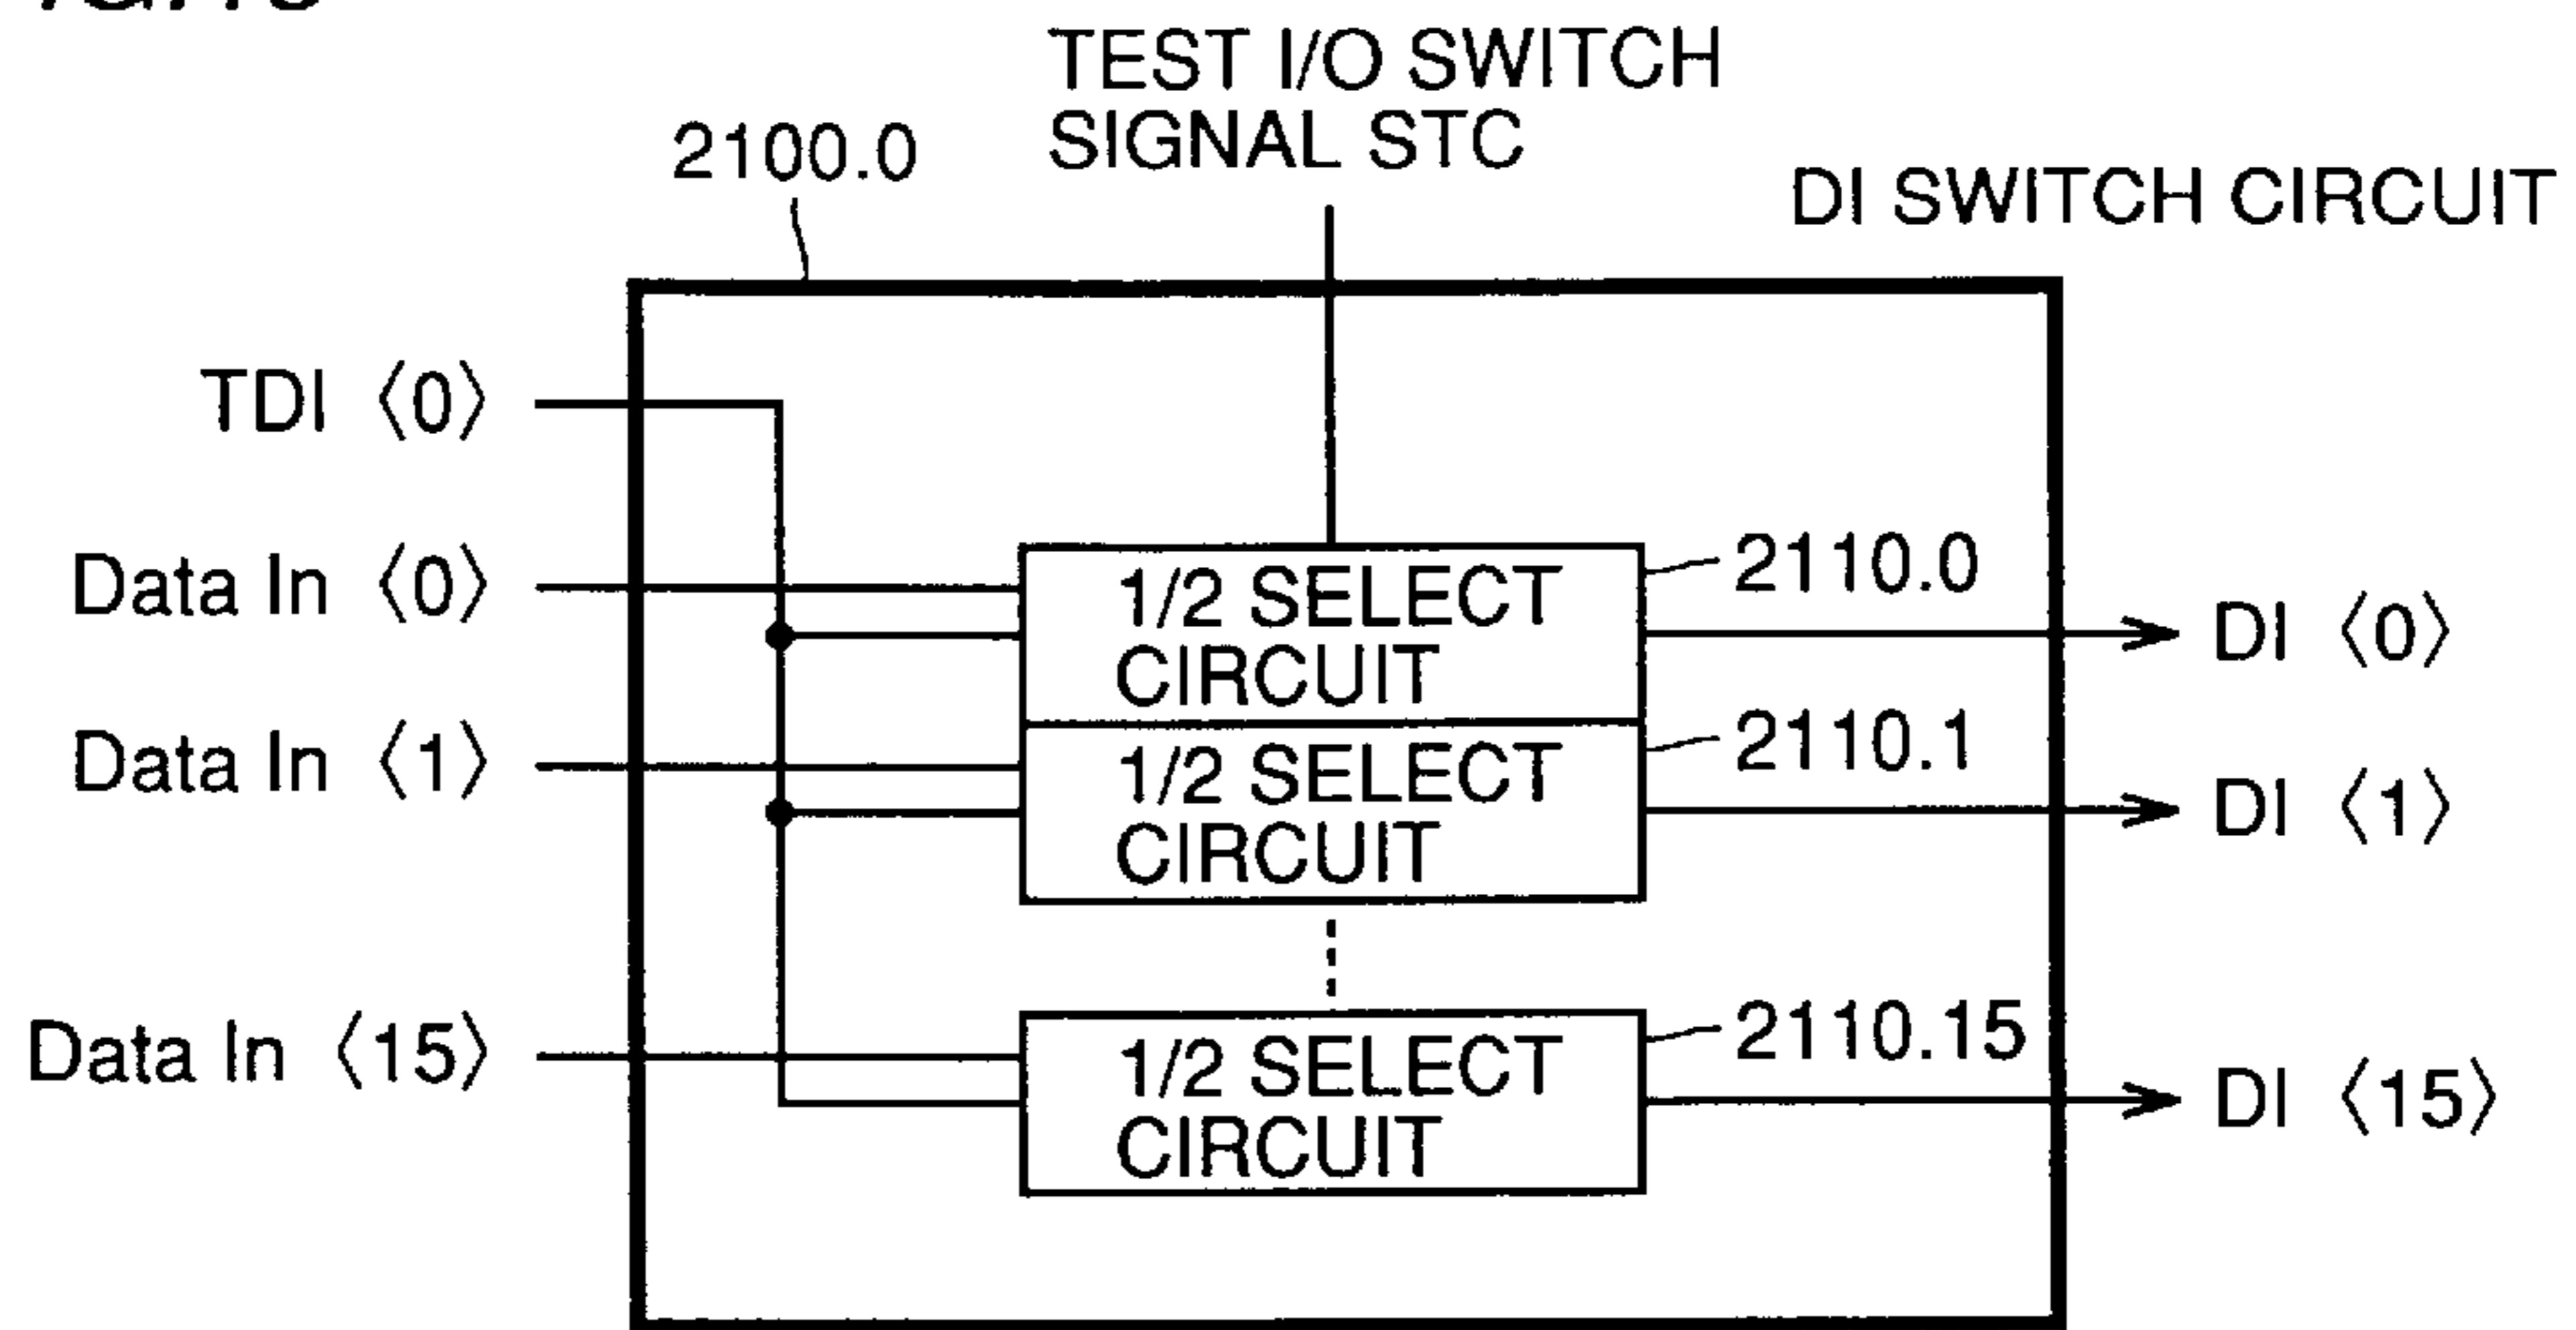 TEST I/O SWITCH
SIGNAL STC
2100.0
DI SWITCH CIRCUIT
TDI 〈0〉
Data In 〈0〉
1/2 SELECT
CIRCUIT
2110.0
DI 〈0〉
Data In 〈1〉
1/2 SELECT
CIRCUIT
2110.1
DI 〈1〉
Data In 〈15〉
1/2 SELECT
CIRCUIT
2110.15
DI 〈15〉